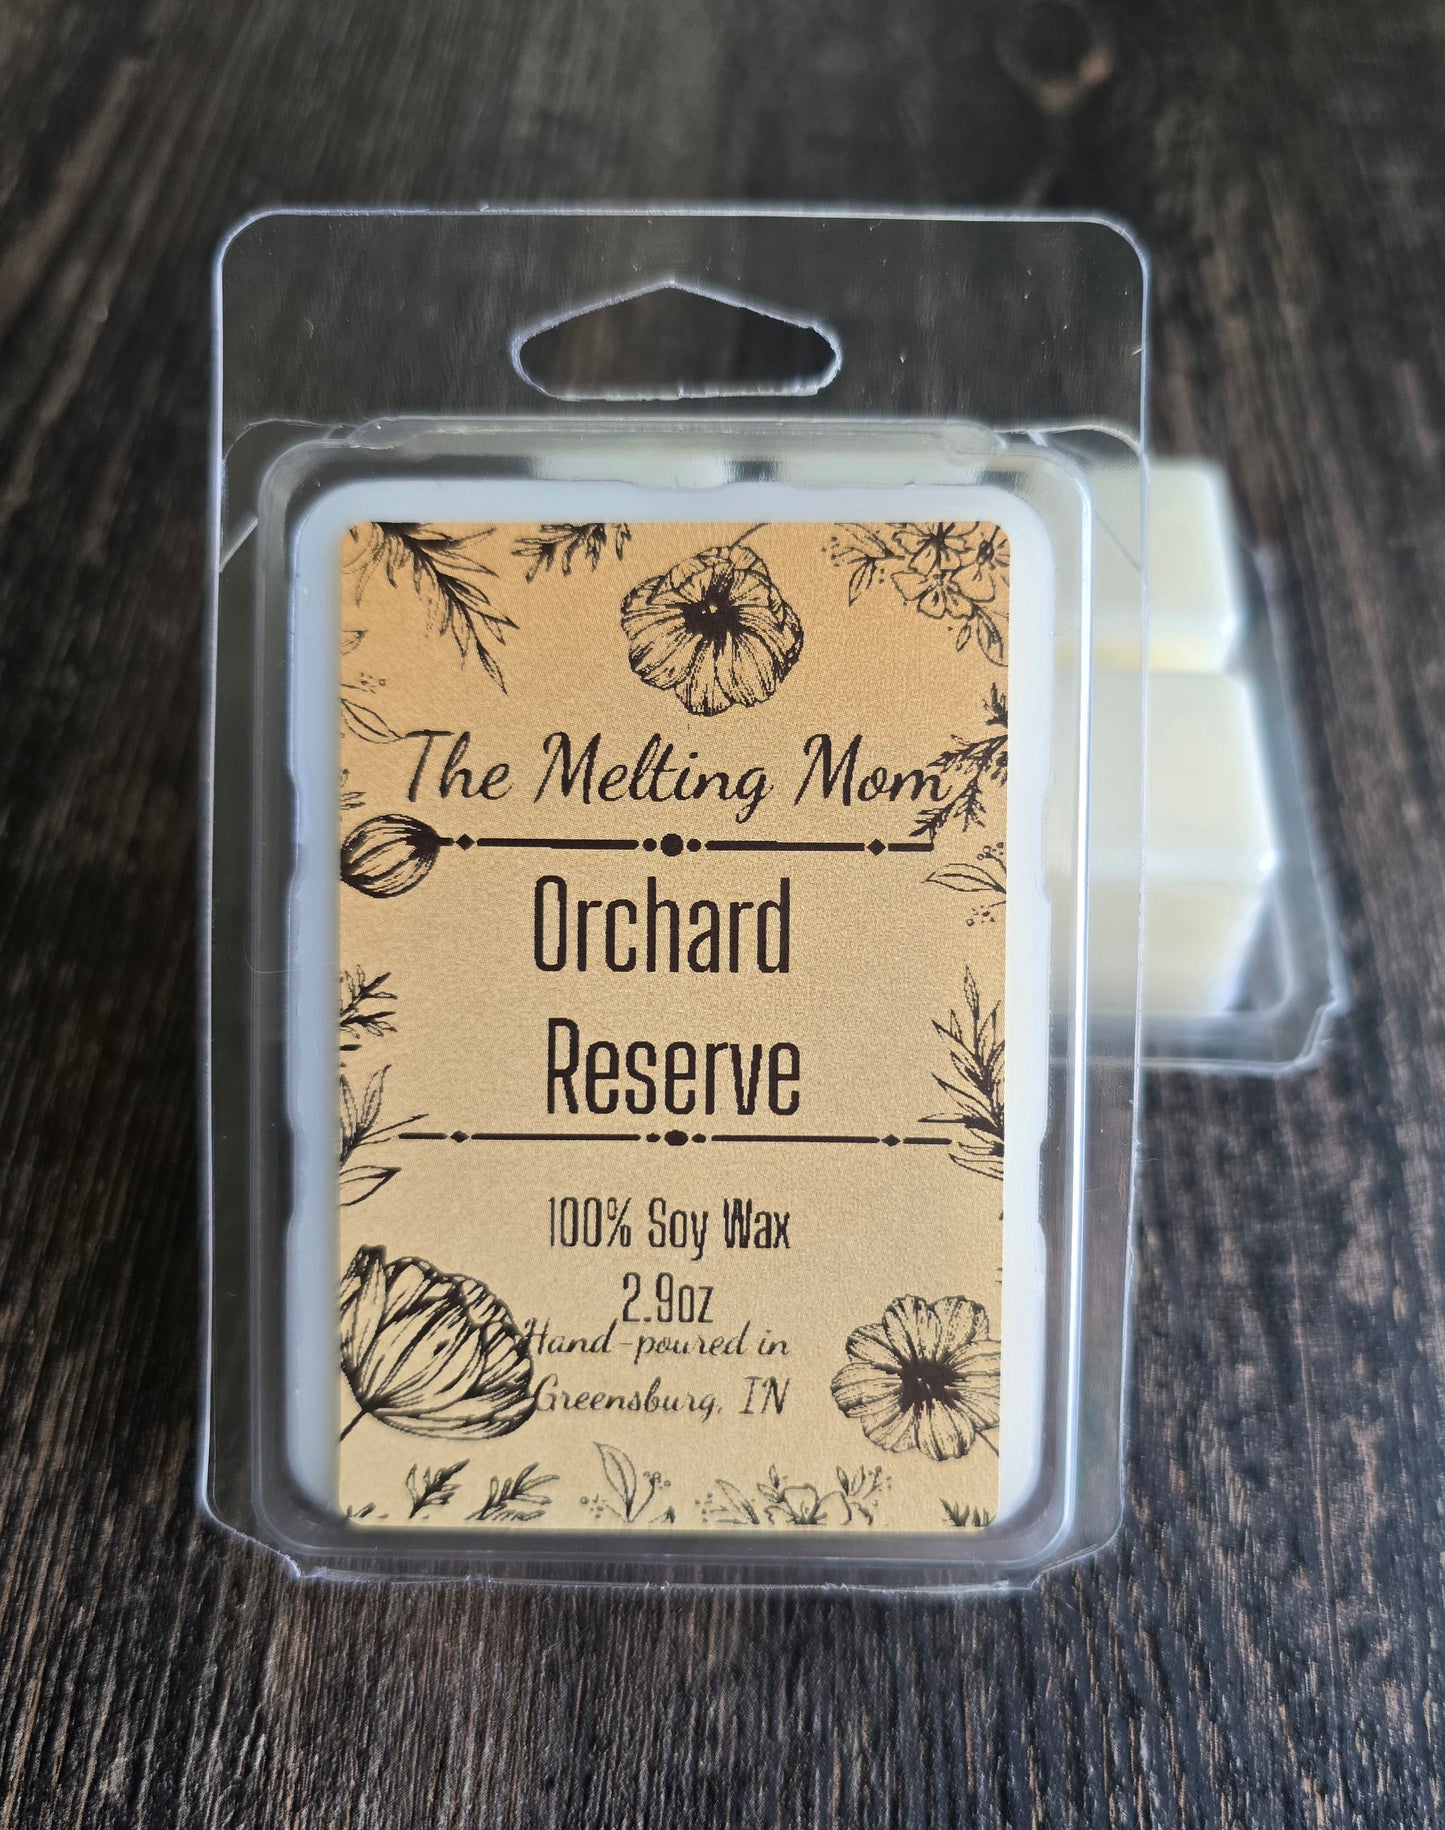 The Melting Mom
Orchard
Reserve
100% Soy Wax
2.9oz
Hand-poured in
Greensburg, IN